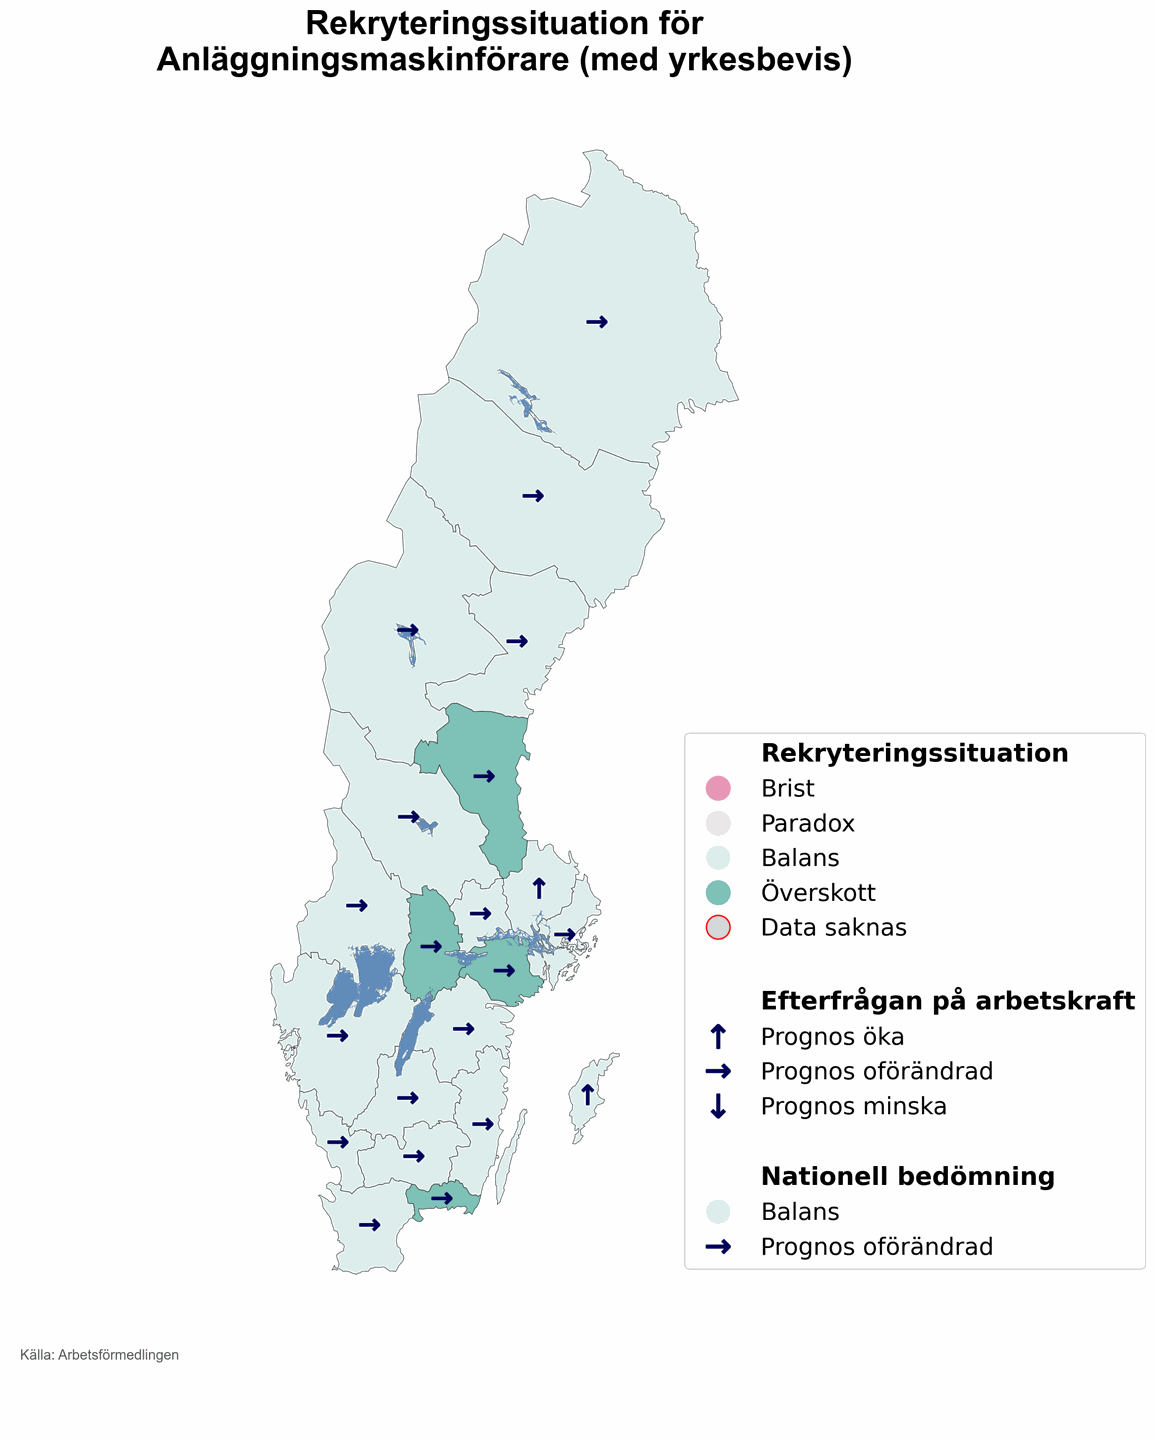 Rekryteringssituation för
Anläggningsmaskinförare (med yrkesbevis)
Rekryteringssituation
Brist
Paradox
Balans
Överskott
Data saknas
Efterfrågan på arbetskraft
Prognos öka
Prognos oförändrad
Prognos minska
Nationell bedömning
Balans
Prognos oförändrad
Källa: Arbetsförmedlingen